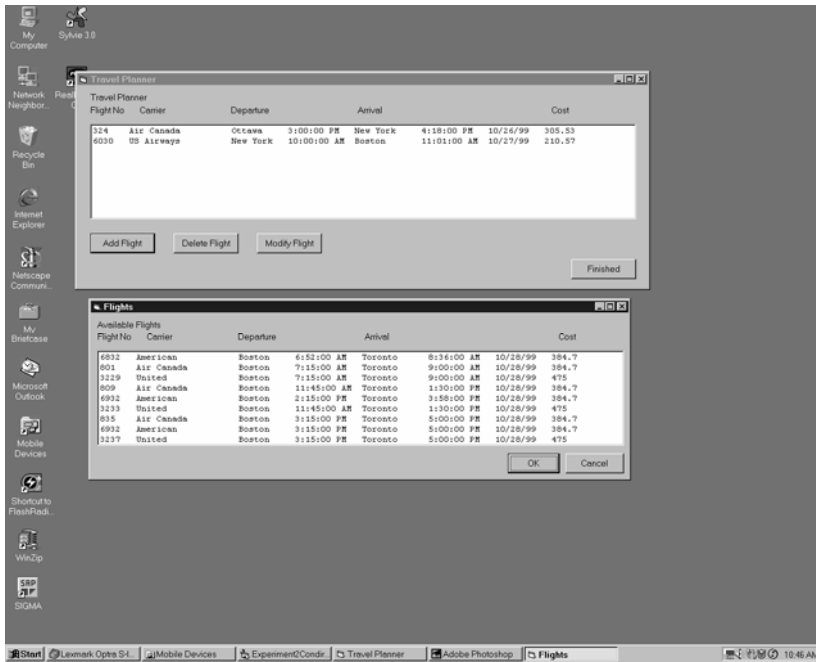 My
Computer
Sylvie 3.0
Network
Neighbor...
Recycle
Bin
Internet
Explorer
Netscape
Communi...
My
Briefcase
Microsoft
Outlook
Mobile
Devices
Shortcut to
FlashRadi...
WinZip
SRP
SIGMA
Travel Planner
Travel Planner
Flight No Carrier Departure Arrival Cost
324 Air Canada Ottawa 3:00:00 PM New York 4:18:00 PM 10/26/99 305.53
6030 US Airways New York 10:00:00 AM Boston 11:01:00 AM 10/27/99 210.57
Add Flight Delete Flight Modify Flight
Finished
Flights
Available Flights
Flight No Carrier Departure Arrival Cost
6832 American Boston 6:52:00 AM Toronto 8:36:00 AM 10/28/99 384.7
801 Air Canada Boston 7:15:00 AM Toronto 9:00:00 AM 10/28/99 384.7
3229 United Boston 7:15:00 AM Toronto 9:00:00 AM 10/28/99 475
809 Air Canada Boston 11:45:00 AM Toronto 1:30:00 PM 10/28/99 384.7
6932 American Boston 2:15:00 PM Toronto 3:58:00 PM 10/28/99 384.7
3233 United Boston 11:45:00 AM Toronto 1:30:00 PM 10/28/99 475
835 Air Canada Boston 3:15:00 PM Toronto 5:00:00 PM 10/28/99 384.7
6932 American Boston 3:15:00 PM Toronto 5:00:00 PM 10/28/99 384.7
3237 United Boston 3:15:00 PM Toronto 5:00:00 PM 10/28/99 475
OK Cancel
Start Lexmark Optra S-I... Mobile Devices Experiment2Condir... Travel Planner Adobe Photoshop Flights 10:46 AM